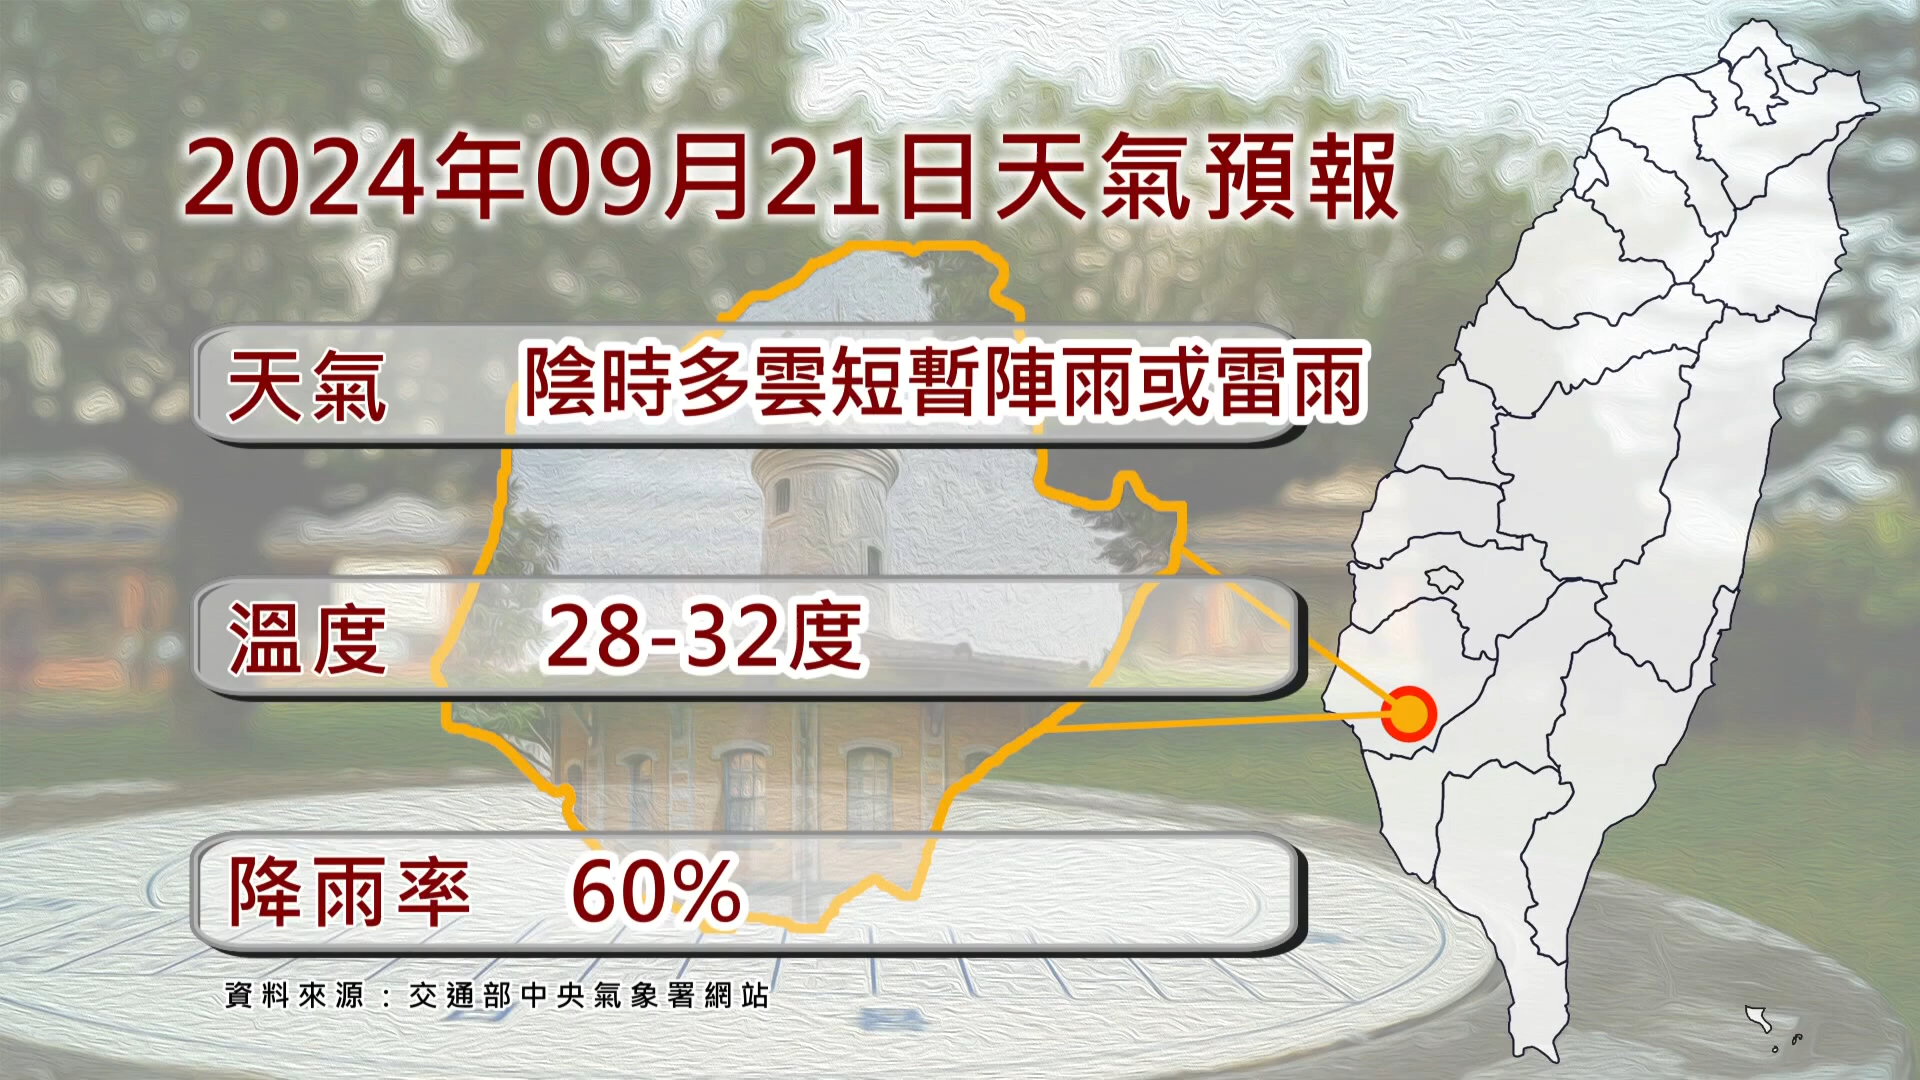 2024年09月21日天氣預報
天氣 陰時多雲短暫陣雨或雷雨
溫度 28-32度
降雨率 60%
資料來源：交通部中央氣象署網站